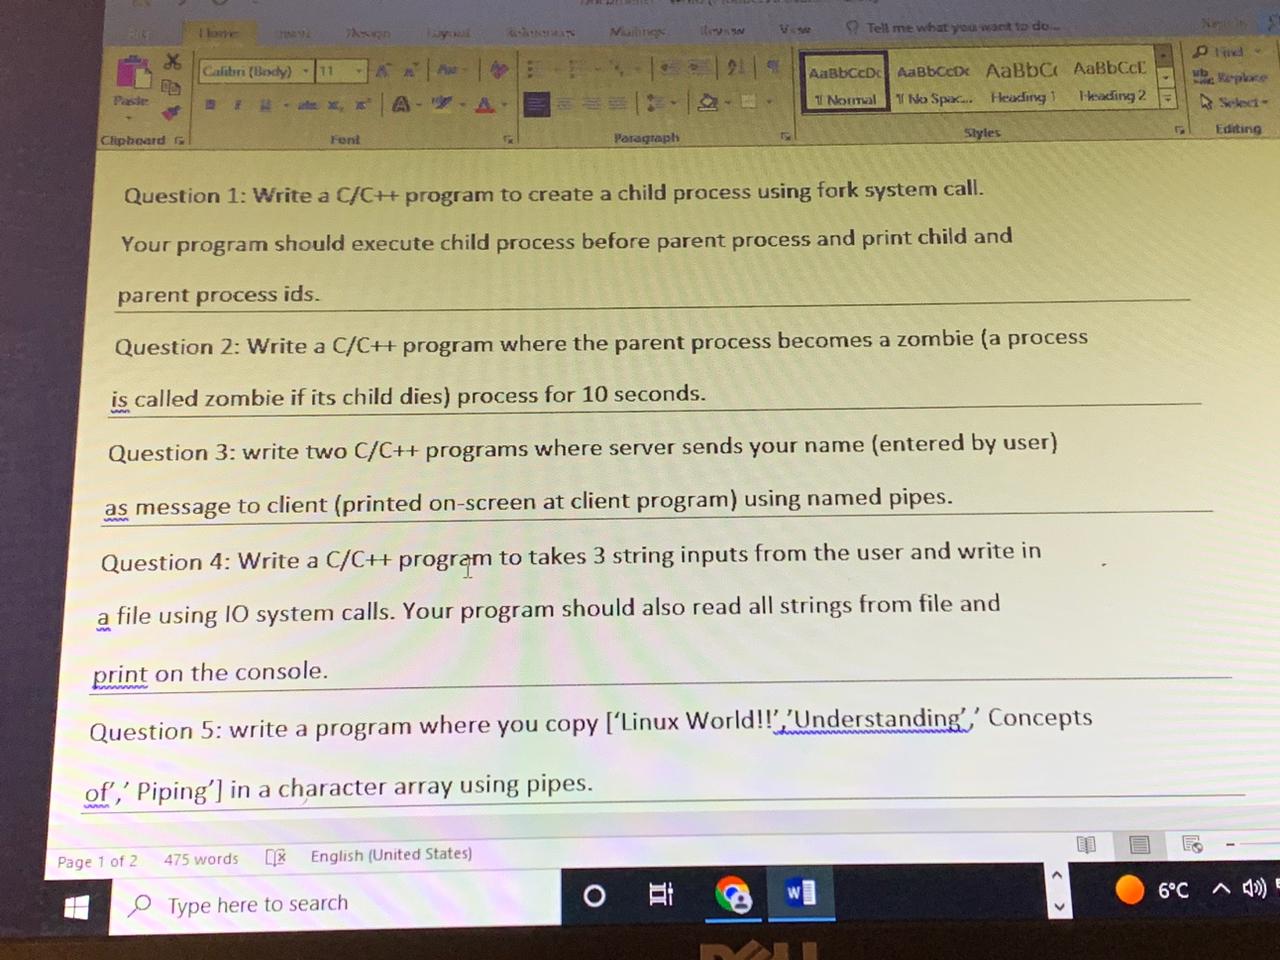 Home
Design
Layout
References
Mailings
Review
View
Tell me what you want to do...
Calibri (Body)
11
AaBbCcDc
AaBbCcDc
AaBbC(
AaBbCcE
¶ Normal
¶ No Spac...
Heading 1
Heading 2
Find
Replace
Select
Paste
Clipboard
Font
Paragraph
Styles
Editing
Question 1: Write a C/C++ program to create a child process using fork system call.
Your program should execute child process before parent process and print child and
parent process ids.
Question 2: Write a C/C++ program where the parent process becomes a zombie (a process
is called zombie if its child dies) process for 10 seconds.
Question 3: write two C/C++ programs where server sends your name (entered by user)
as message to client (printed on-screen at client program) using named pipes.
Question 4: Write a C/C++ program to takes 3 string inputs from the user and write in
a file using IO system calls. Your program should also read all strings from file and
print on the console.
Question 5: write a program where you copy [‘Linux World!!’,’Understanding’,’ Concepts
of’,’ Piping’] in a character array using pipes.
Page 1 of 2 475 words English (United States)
Type here to search
6°C
DELL